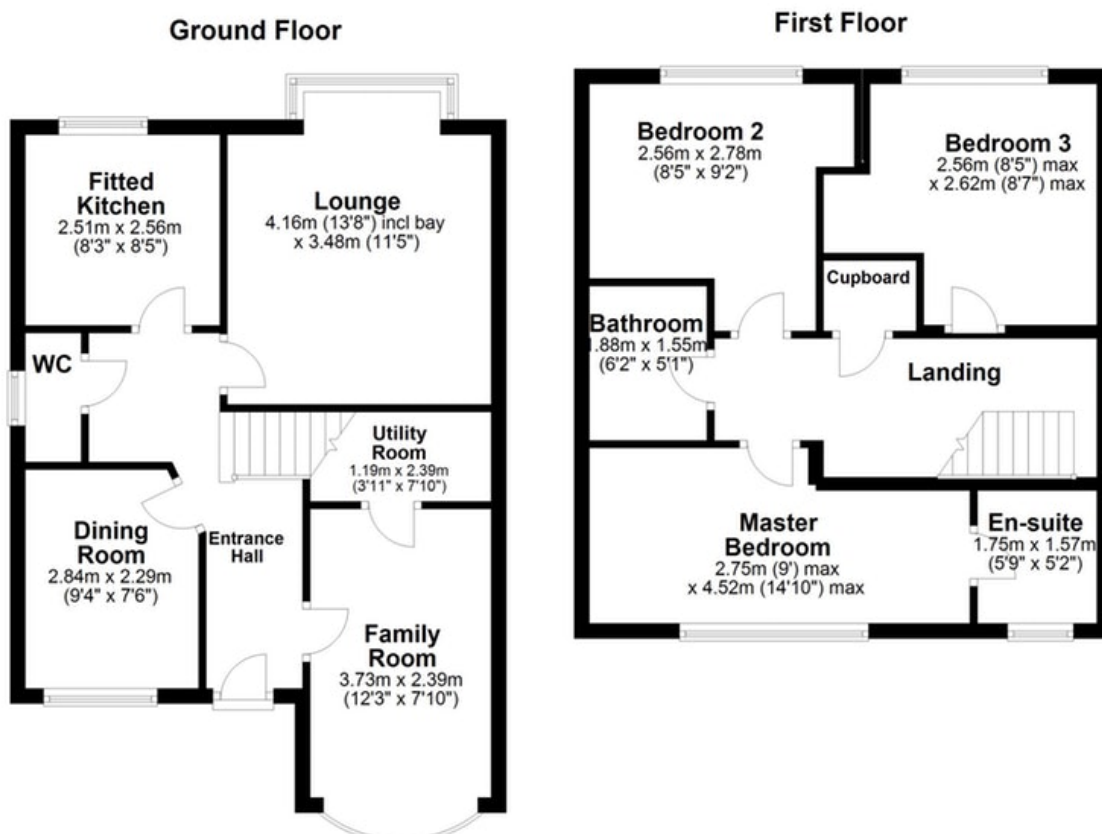 Ground Floor
Fitted
Kitchen
2.51m x 2.56m
(8'3" x 8'5")
Lounge
4.16m (13'8") incl bay
x 3.48m (11'5")
WC
Utility
Room
1.19m x 2.39m
(3'11" x 7'10")
Dining
Room
2.84m x 2.29m
(9'4" x 7'6")
Entrance
Hall
Family
Room
3.73m x 2.39m
(12'3" x 7'10")
First Floor
Bedroom 2
2.56m x 2.78m
(8'5" x 9'2")
Bedroom 3
2.56m (8'5") max
x 2.62m (8'7") max
Cupboard
Bathroom
1.88m x 1.55m
(6'2" x 5'1")
Landing
Master
Bedroom
2.75m (9') max
x 4.52m (14'10") max
En-suite
1.75m x 1.57m
(5'9" x 5'2")